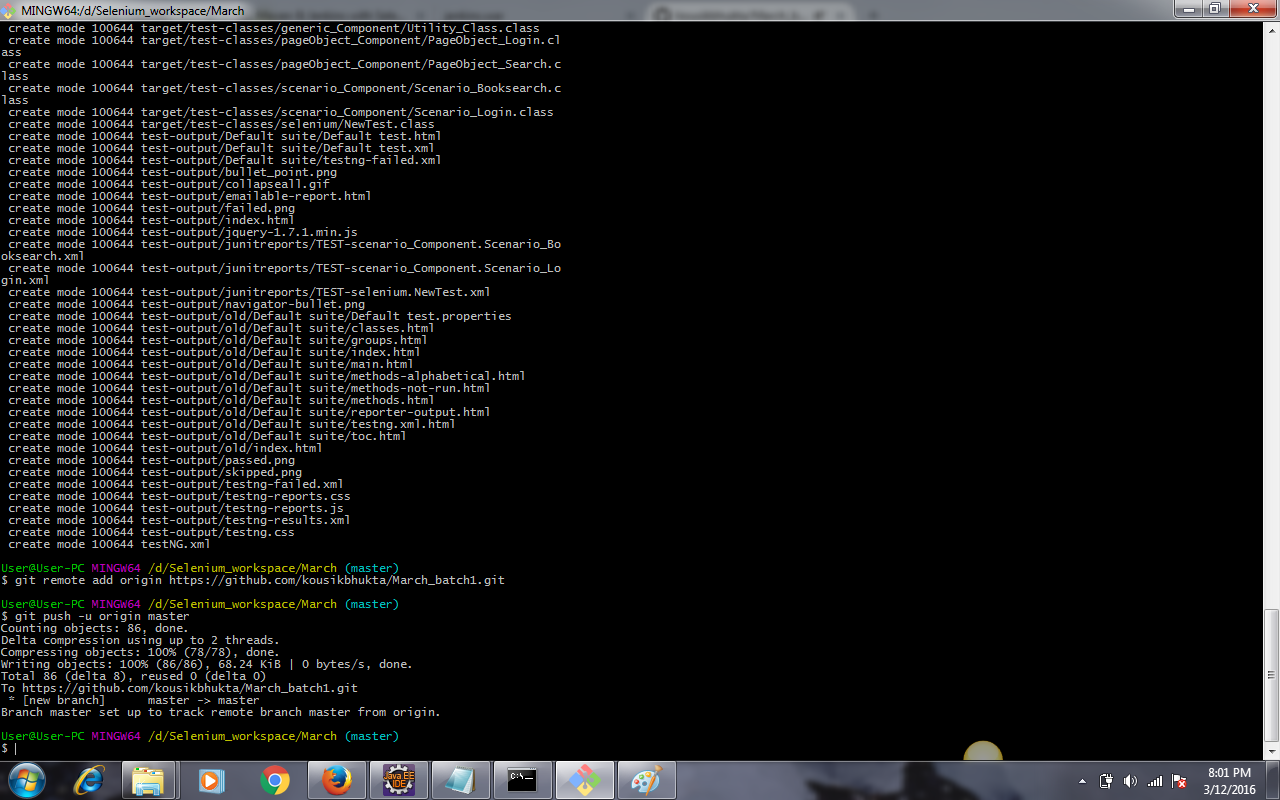 MINGW64:/d/Selenium_workspace/March
create mode 100644 target/test-classes/generic_Component/Utility_Class.class
create mode 100644 target/test-classes/pageObject_Component/PageObject_Login.cl
ass
create mode 100644 target/test-classes/pageObject_Component/PageObject_Search.c
lass
create mode 100644 target/test-classes/scenario_Component/Scenario_Booksearch.c
lass
create mode 100644 target/test-classes/scenario_Component/Scenario_Login.class
create mode 100644 target/test-classes/selenium/NewTest.class
create mode 100644 test-output/Default suite/Default test.html
create mode 100644 test-output/Default suite/Default test.xml
create mode 100644 test-output/Default suite/testng-failed.xml
create mode 100644 test-output/bullet_point.png
create mode 100644 test-output/collapseall.gif
create mode 100644 test-output/emailable-report.html
create mode 100644 test-output/failed.png
create mode 100644 test-output/index.html
create mode 100644 test-output/jquery-1.7.1.min.js
create mode 100644 test-output/junitreports/TEST-scenario_Component.Scenario_Bo
oksearch.xml
create mode 100644 test-output/junitreports/TEST-scenario_Component.Scenario_Lo
gin.xml
create mode 100644 test-output/junitreports/TEST-selenium.NewTest.xml
create mode 100644 test-output/navigator-bullet.png
create mode 100644 test-output/old/Default suite/Default test.properties
create mode 100644 test-output/old/Default suite/classes.html
create mode 100644 test-output/old/Default suite/groups.html
create mode 100644 test-output/old/Default suite/index.html
create mode 100644 test-output/old/Default suite/main.html
create mode 100644 test-output/old/Default suite/methods-alphabetical.html
create mode 100644 test-output/old/Default suite/methods-not-run.html
create mode 100644 test-output/old/Default suite/methods.html
create mode 100644 test-output/old/Default suite/reporter-output.html
create mode 100644 test-output/old/Default suite/testng.xml.html
create mode 100644 test-output/old/Default suite/toc.html
create mode 100644 test-output/old/index.html
create mode 100644 test-output/passed.png
create mode 100644 test-output/skipped.png
create mode 100644 test-output/testng-failed.xml
create mode 100644 test-output/testng-reports.css
create mode 100644 test-output/testng-reports.js
create mode 100644 test-output/testng-results.xml
create mode 100644 test-output/testng.css
create mode 100644 testNG.xml
User@User-PC MINGW64 /d/Selenium_workspace/March (master)
$ git remote add origin https://github.com/kousikbhukta/March_batch1.git
User@User-PC MINGW64 /d/Selenium_workspace/March (master)
$ git push -u origin master
Counting objects: 86, done.
Delta compression using up to 2 threads.
Compressing objects: 100% (78/78), done.
Writing objects: 100% (86/86), 68.24 KiB | 0 bytes/s, done.
Total 86 (delta 8), reused 0 (delta 0)
To https://github.com/kousikbhukta/March_batch1.git
* [new branch]      master -> master
Branch master set up to track remote branch master from origin.
User@User-PC MINGW64 /d/Selenium_workspace/March (master)
$
Java EE
IDE
C:\_
8:01 PM
3/12/2016